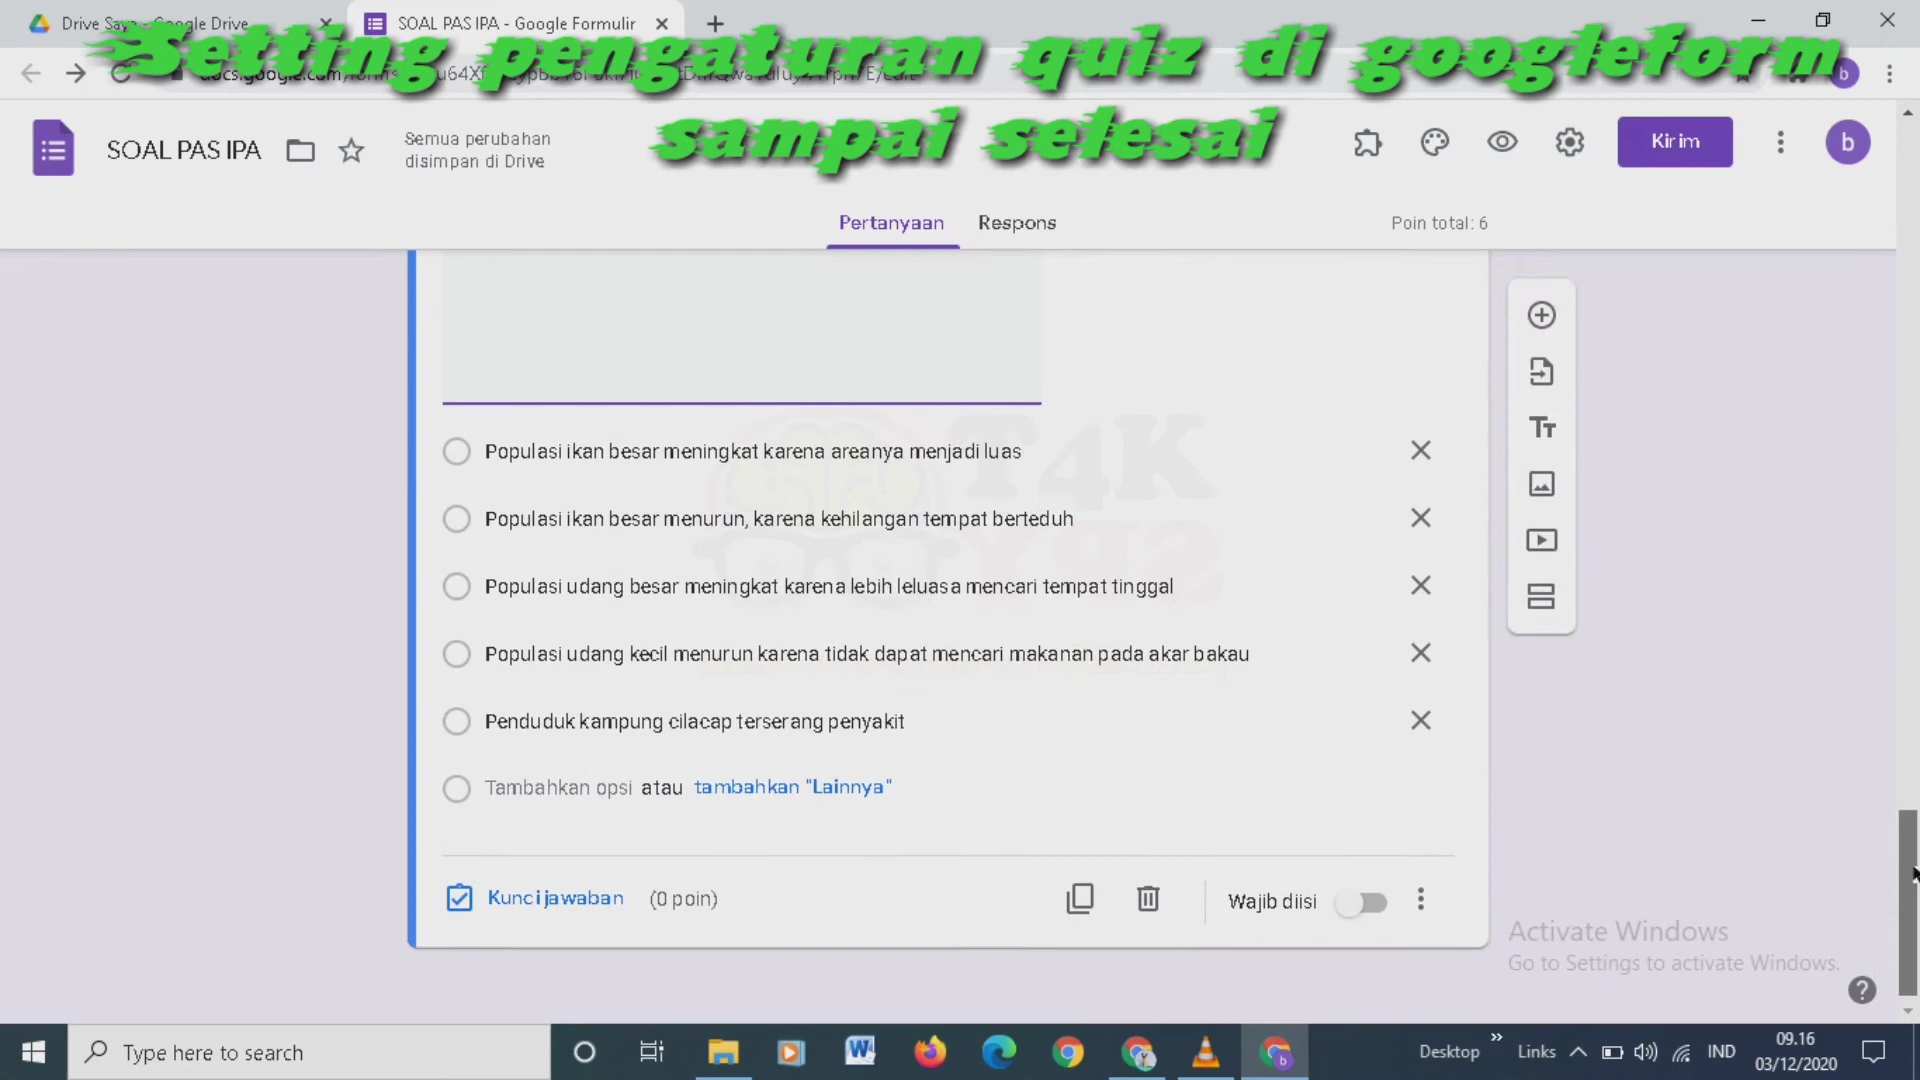 Drive Saya - Google Drive
SOAL PAS IPA - Google Formulir
Setting pengaturan quiz di googleform
sampai selesai
docs.google.com
b
SOAL PAS IPA
Semua perubahan
disimpan di Drive
Kirim
b
Pertanyaan
Respons
Poin total: 6
T4K
Populasi ikan besar meningkat karena areanya menjadi luas
Populasi ikan besar menurun, karena kehilangan tempat berteduh
Populasi udang besar meningkat karena lebih leluasa mencari tempat tinggal
Populasi udang kecil menurun karena tidak dapat mencari makanan pada akar bakau
Penduduk kampung cilacap terserang penyakit
Tambahkan opsi atau tambahkan "Lainnya"
Kunci jawaban (0 poin)
Wajib diisi
Activate Windows
Go to Settings to activate Windows.
Type here to search
Desktop
Links
IND
09.16
03/12/2020